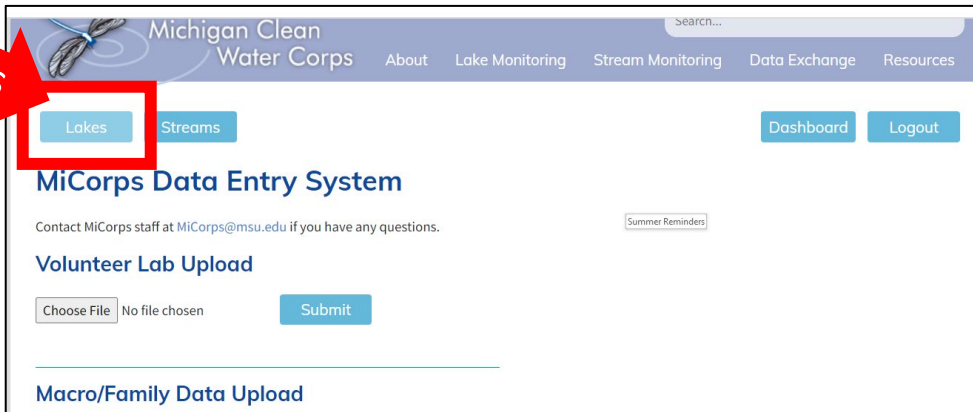 Search...
Michigan Clean
Water Corps
About Lake Monitoring Stream Monitoring Data Exchange Resources
Lakes Streams Dashboard Logout
MiCorps Data Entry System
Contact MiCorps staff at MiCorps@msu.edu if you have any questions.
Summer Reminders
Volunteer Lab Upload
Choose File No file chosen Submit
Macro/Family Data Upload